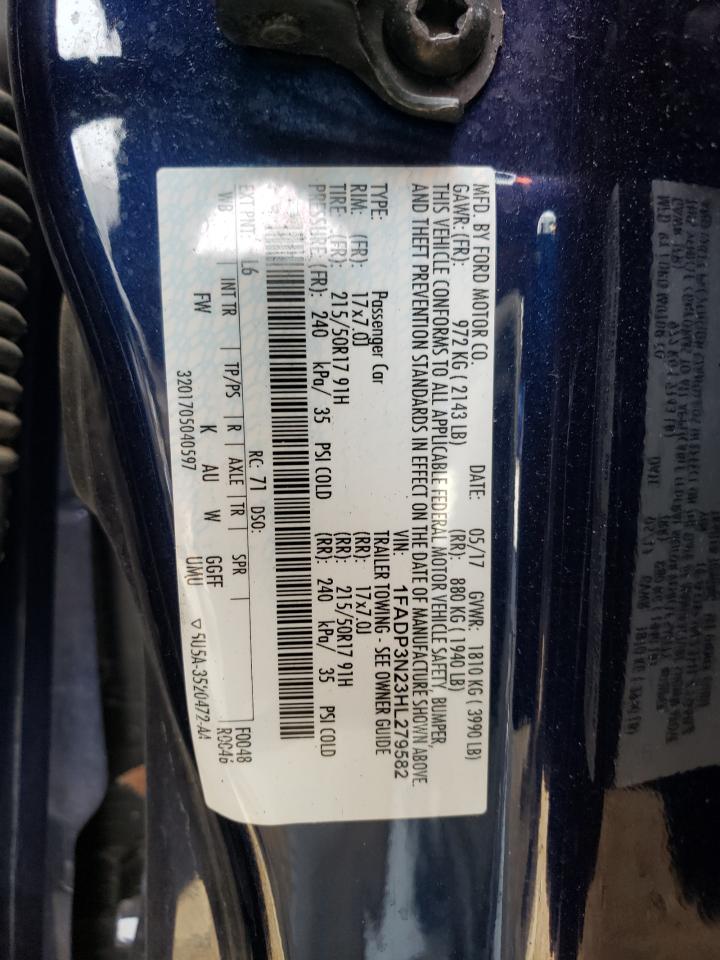 MFD. BY FORD MOTOR CO.
DATE: 05/17 GVWR: 1810 KG ( 3990 LB)
GAWR: (FR): 972 KG ( 2143 LB) (RR): 880 KG ( 1940 LB)
THIS VEHICLE CONFORMS TO ALL APPLICABLE FEDERAL MOTOR VEHICLE SAFETY, BUMPER,
AND THEFT PREVENTION STANDARDS IN EFFECT ON THE DATE OF MANUFACTURE SHOWN ABOVE.
VIN: 1FADP3N23HL279582
TYPE: Passenger Car TRAILER TOWING - SEE OWNER GUIDE
RIM: (FR): 17x7.0J (RR): 17x7.0J
TIRE (FR): 215/50R17 91H (RR): 215/50R17 91H
PRESSURE:(FR): 240 kPa/ 35 PSI COLD (RR): 240 kPa/ 35 PSI COLD
EXT PNT: L6 RC: 71 DSO: F0048
WB INT TR TP/PS R AXLE TR SPR R0C46
FW K AU W GGFF
3201705040597 UMU ▽ 5U5A-3520472-AA